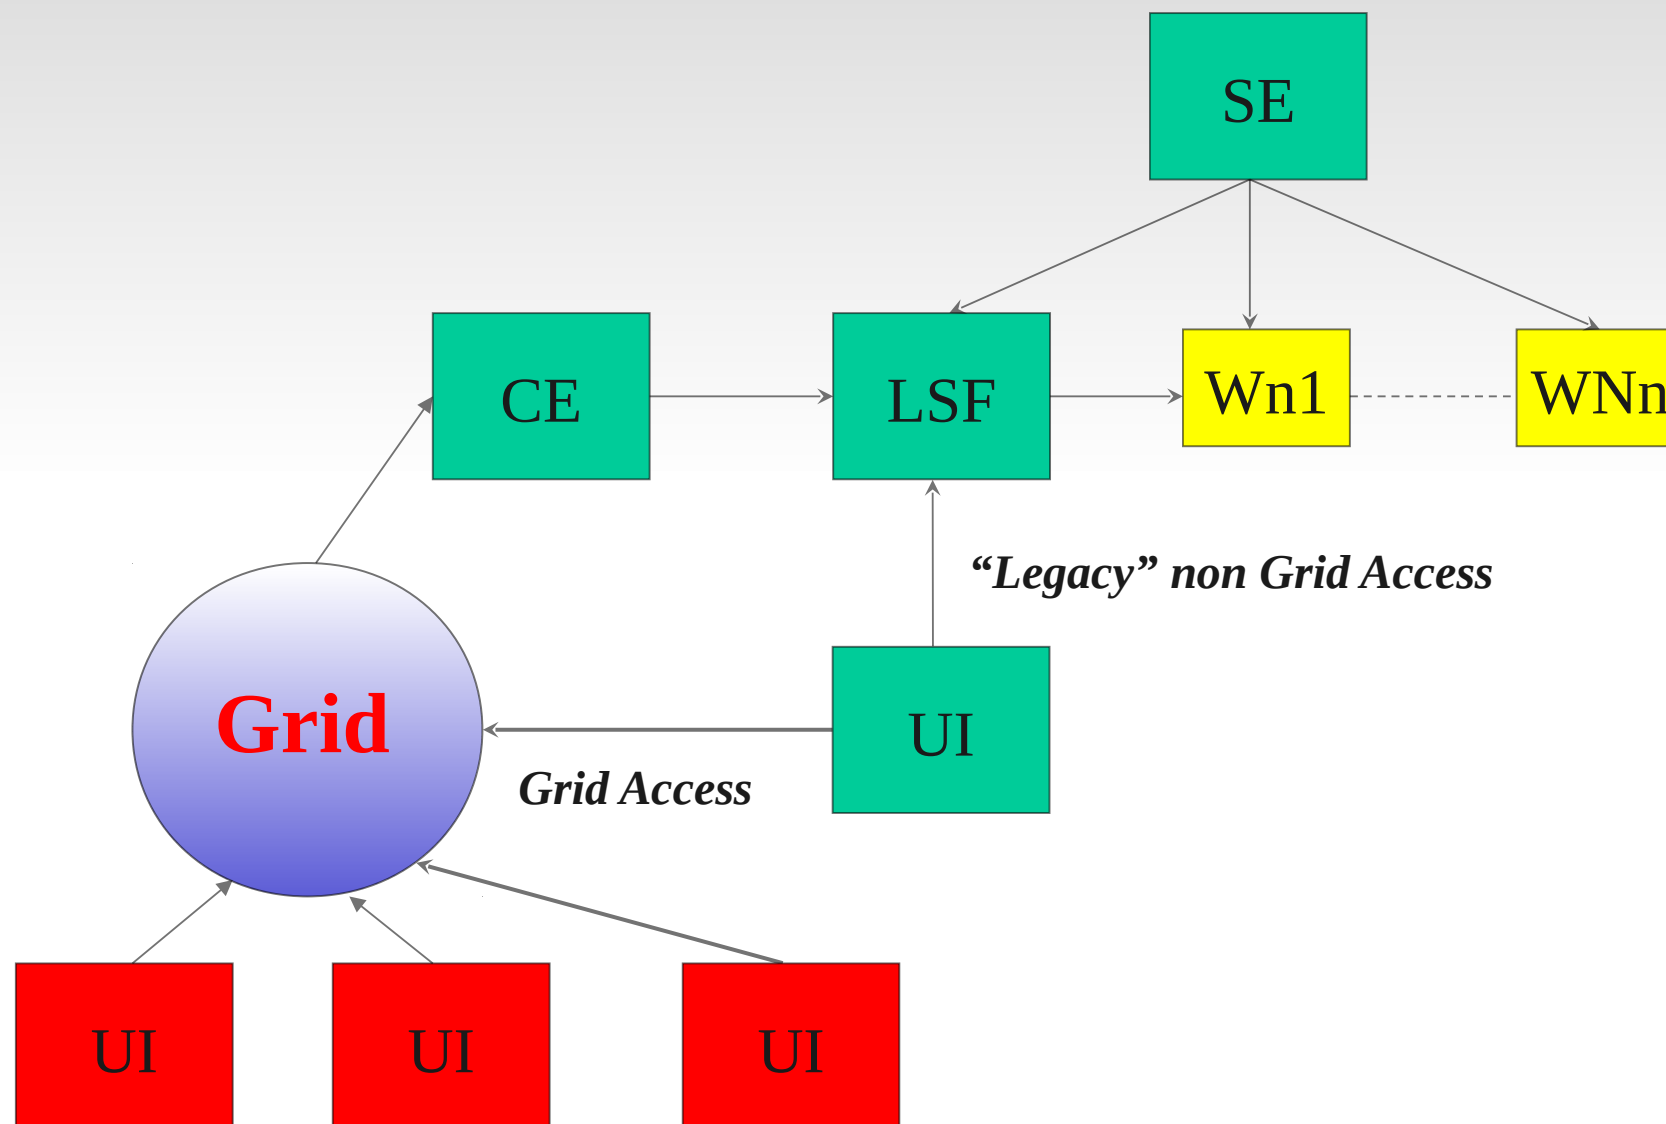 SE
CE
LSF
Wn1
WNn
“Legacy” non Grid Access
Grid
UI
Grid Access
UI
UI
UI